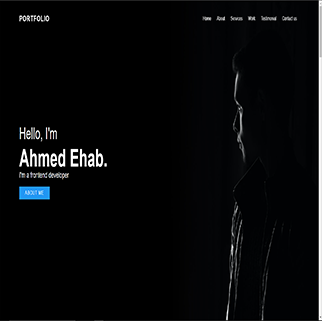 PORTFOLIO
Home About Services Work Testimonial Contact us
Hello, I'm
Ahmed Ehab.
I'm a frontend developer
ABOUT ME